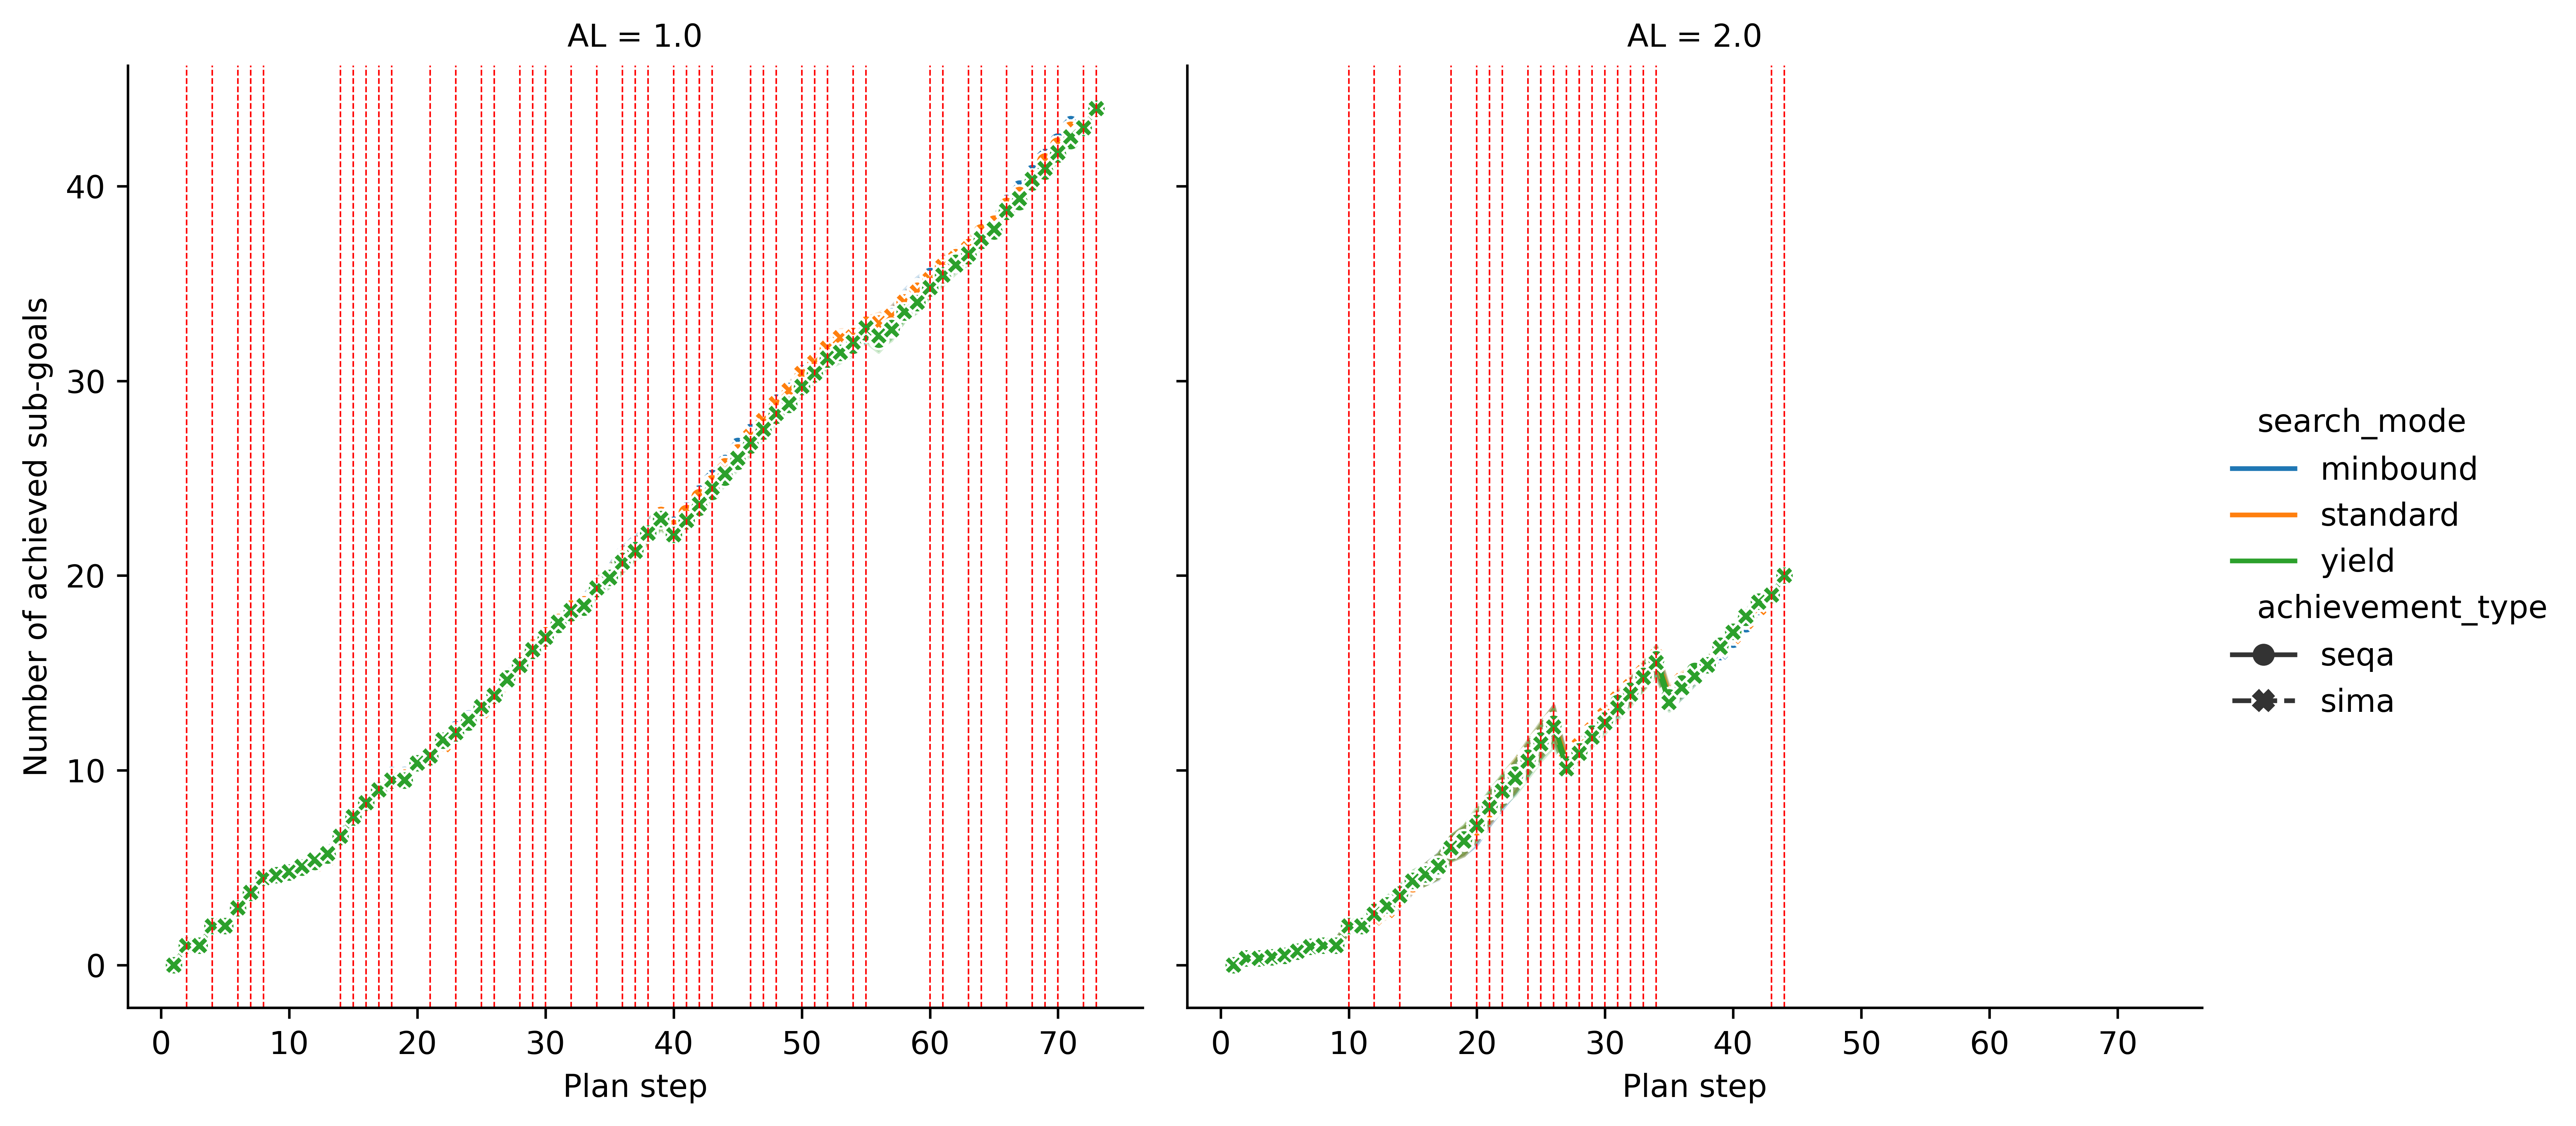 AL = 1.0
AL = 2.0
Number of achieved sub-goals
40
30
20
10
0
0 10 20 30 40 50 60 70
0 10 20 30 40 50 60 70
Plan step
Plan step
search_mode
minbound
standard
yield
achievement_type
seqa
sima